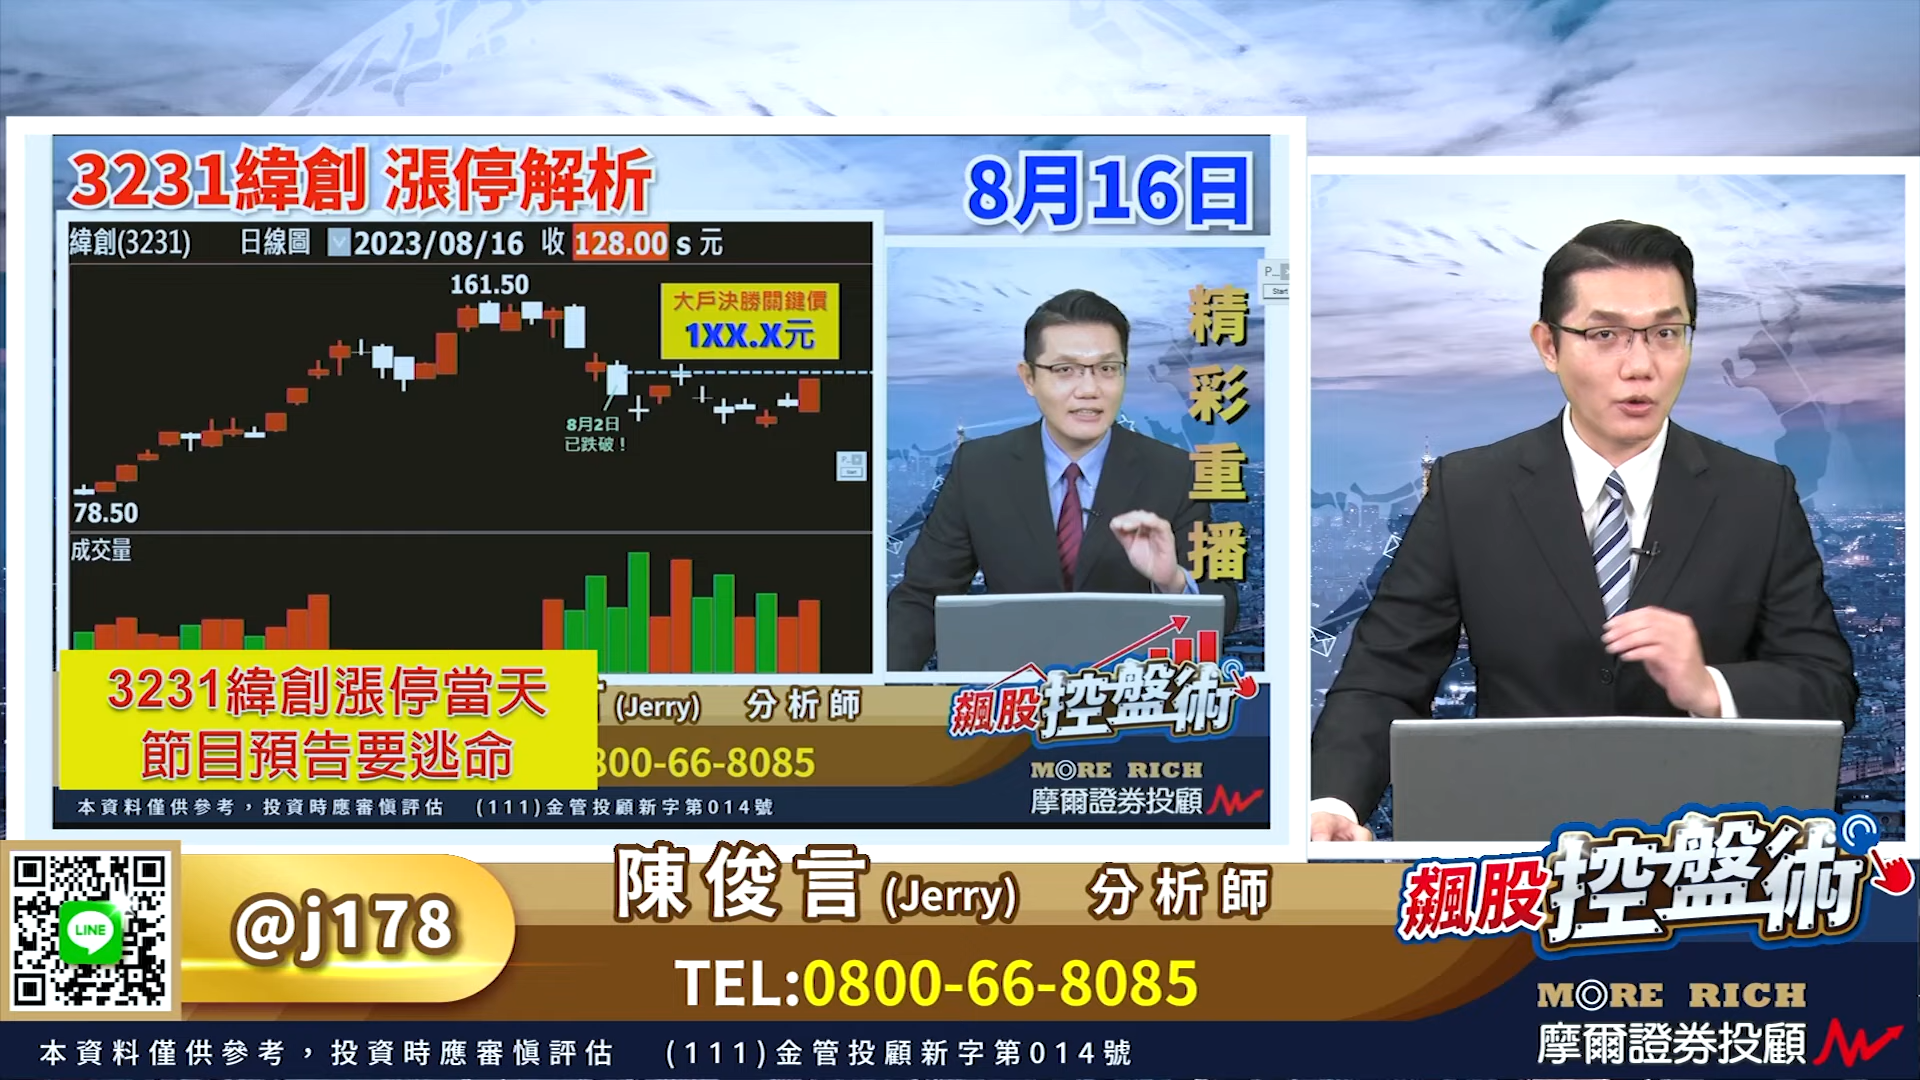 3231緯創 漲停解析
8月16日
緯創(3231) 日線圖 2023/08/16 收 128.00 s 元
161.50
大戶決勝關鍵價
1XX.X元
8月2日
已跌破！
78.50
成交量
精彩重播
P...
Start
3231緯創漲停當天
節目預告要逃命
(Jerry) 分析師
800-66-8085
飆股控盤術
MORE RICH
摩爾證券投顧
本資料僅供參考，投資時應審慎評估 (111)金管投顧新字第014號
LINE
@j178
陳俊言(Jerry) 分析師
TEL:0800-66-8085
飆股控盤術
MORE RICH
摩爾證券投顧
本資料僅供參考，投資時應審慎評估 (111)金管投顧新字第014號